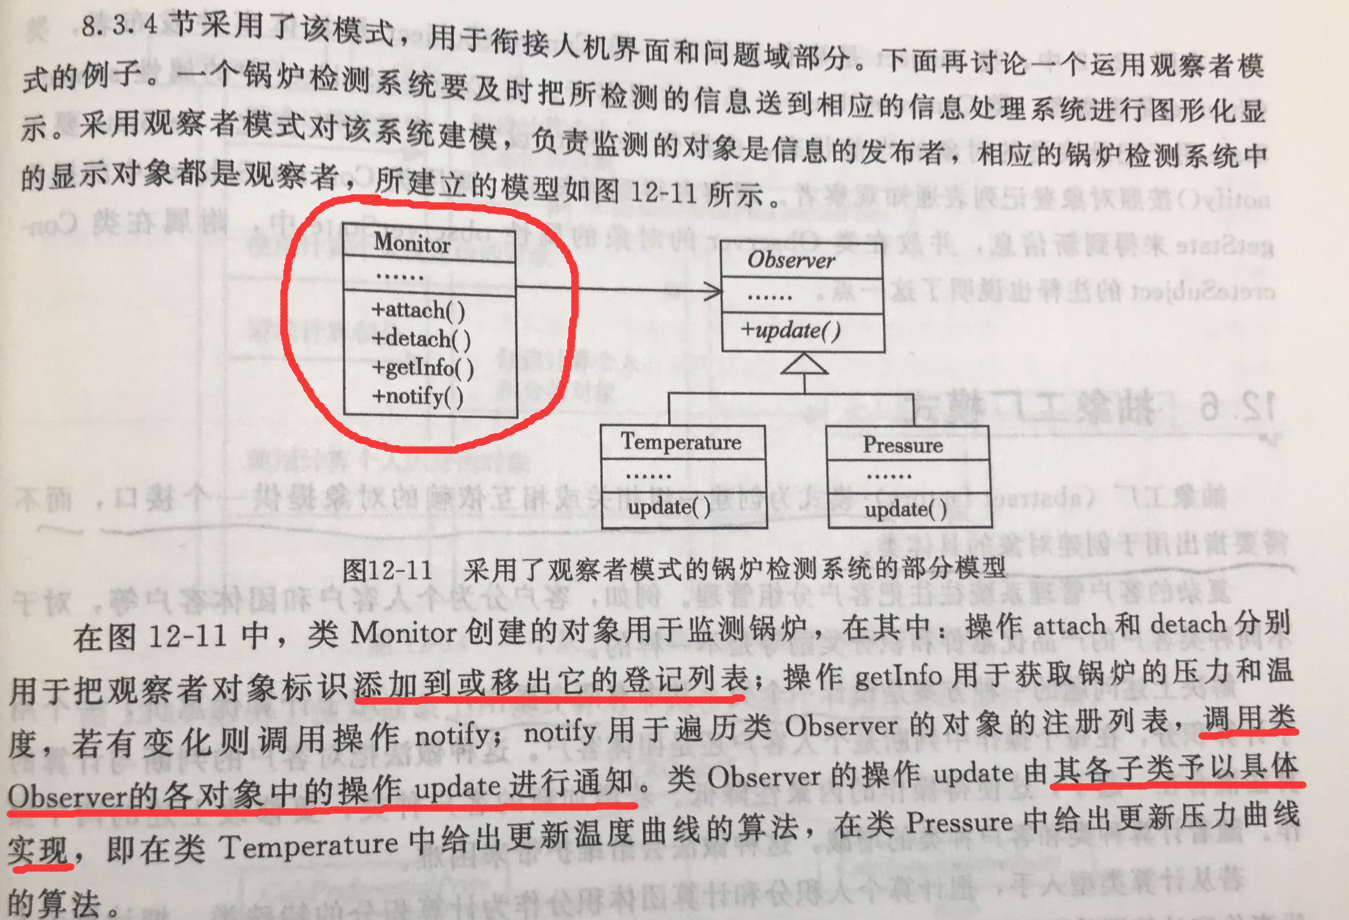 8.3.4节采用了该模式，用于衔接人机界面和问题域部分。下面再讨论一个运用观察者模
式的例子。一个锅炉检测系统要及时把所检测的信息送到相应的信息处理系统进行图形化显
示。采用观察者模式对该系统建模，负责监测的对象是信息的发布者，相应的锅炉检测系统中
的显示对象都是观察者，所建立的模型如图 12-11 所示。
Monitor
......
+attach()
+detach()
+getInfo()
+notify()
Observer
......
+update()
Temperature
......
update()
Pressure
......
update()
图12-11 采用了观察者模式的锅炉检测系统的部分模型
在图 12-11 中，类 Monitor 创建的对象用于监测锅炉，在其中：操作 attach 和 detach 分别
用于把观察者对象标识添加到或移出它的登记列表；操作 getInfo 用于获取锅炉的压力和温
度，若有变化则调用操作 notify；notify 用于遍历类 Observer 的对象的注册列表，调用类
Observer的各对象中的操作 update 进行通知。类 Observer 的操作 update 由其各子类予以具体
实现，即在类 Temperature 中给出更新温度曲线的算法，在类 Pressure 中给出更新压力曲线
的算法。